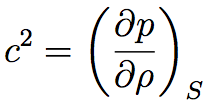 c² = (∂p/∂ρ)_S